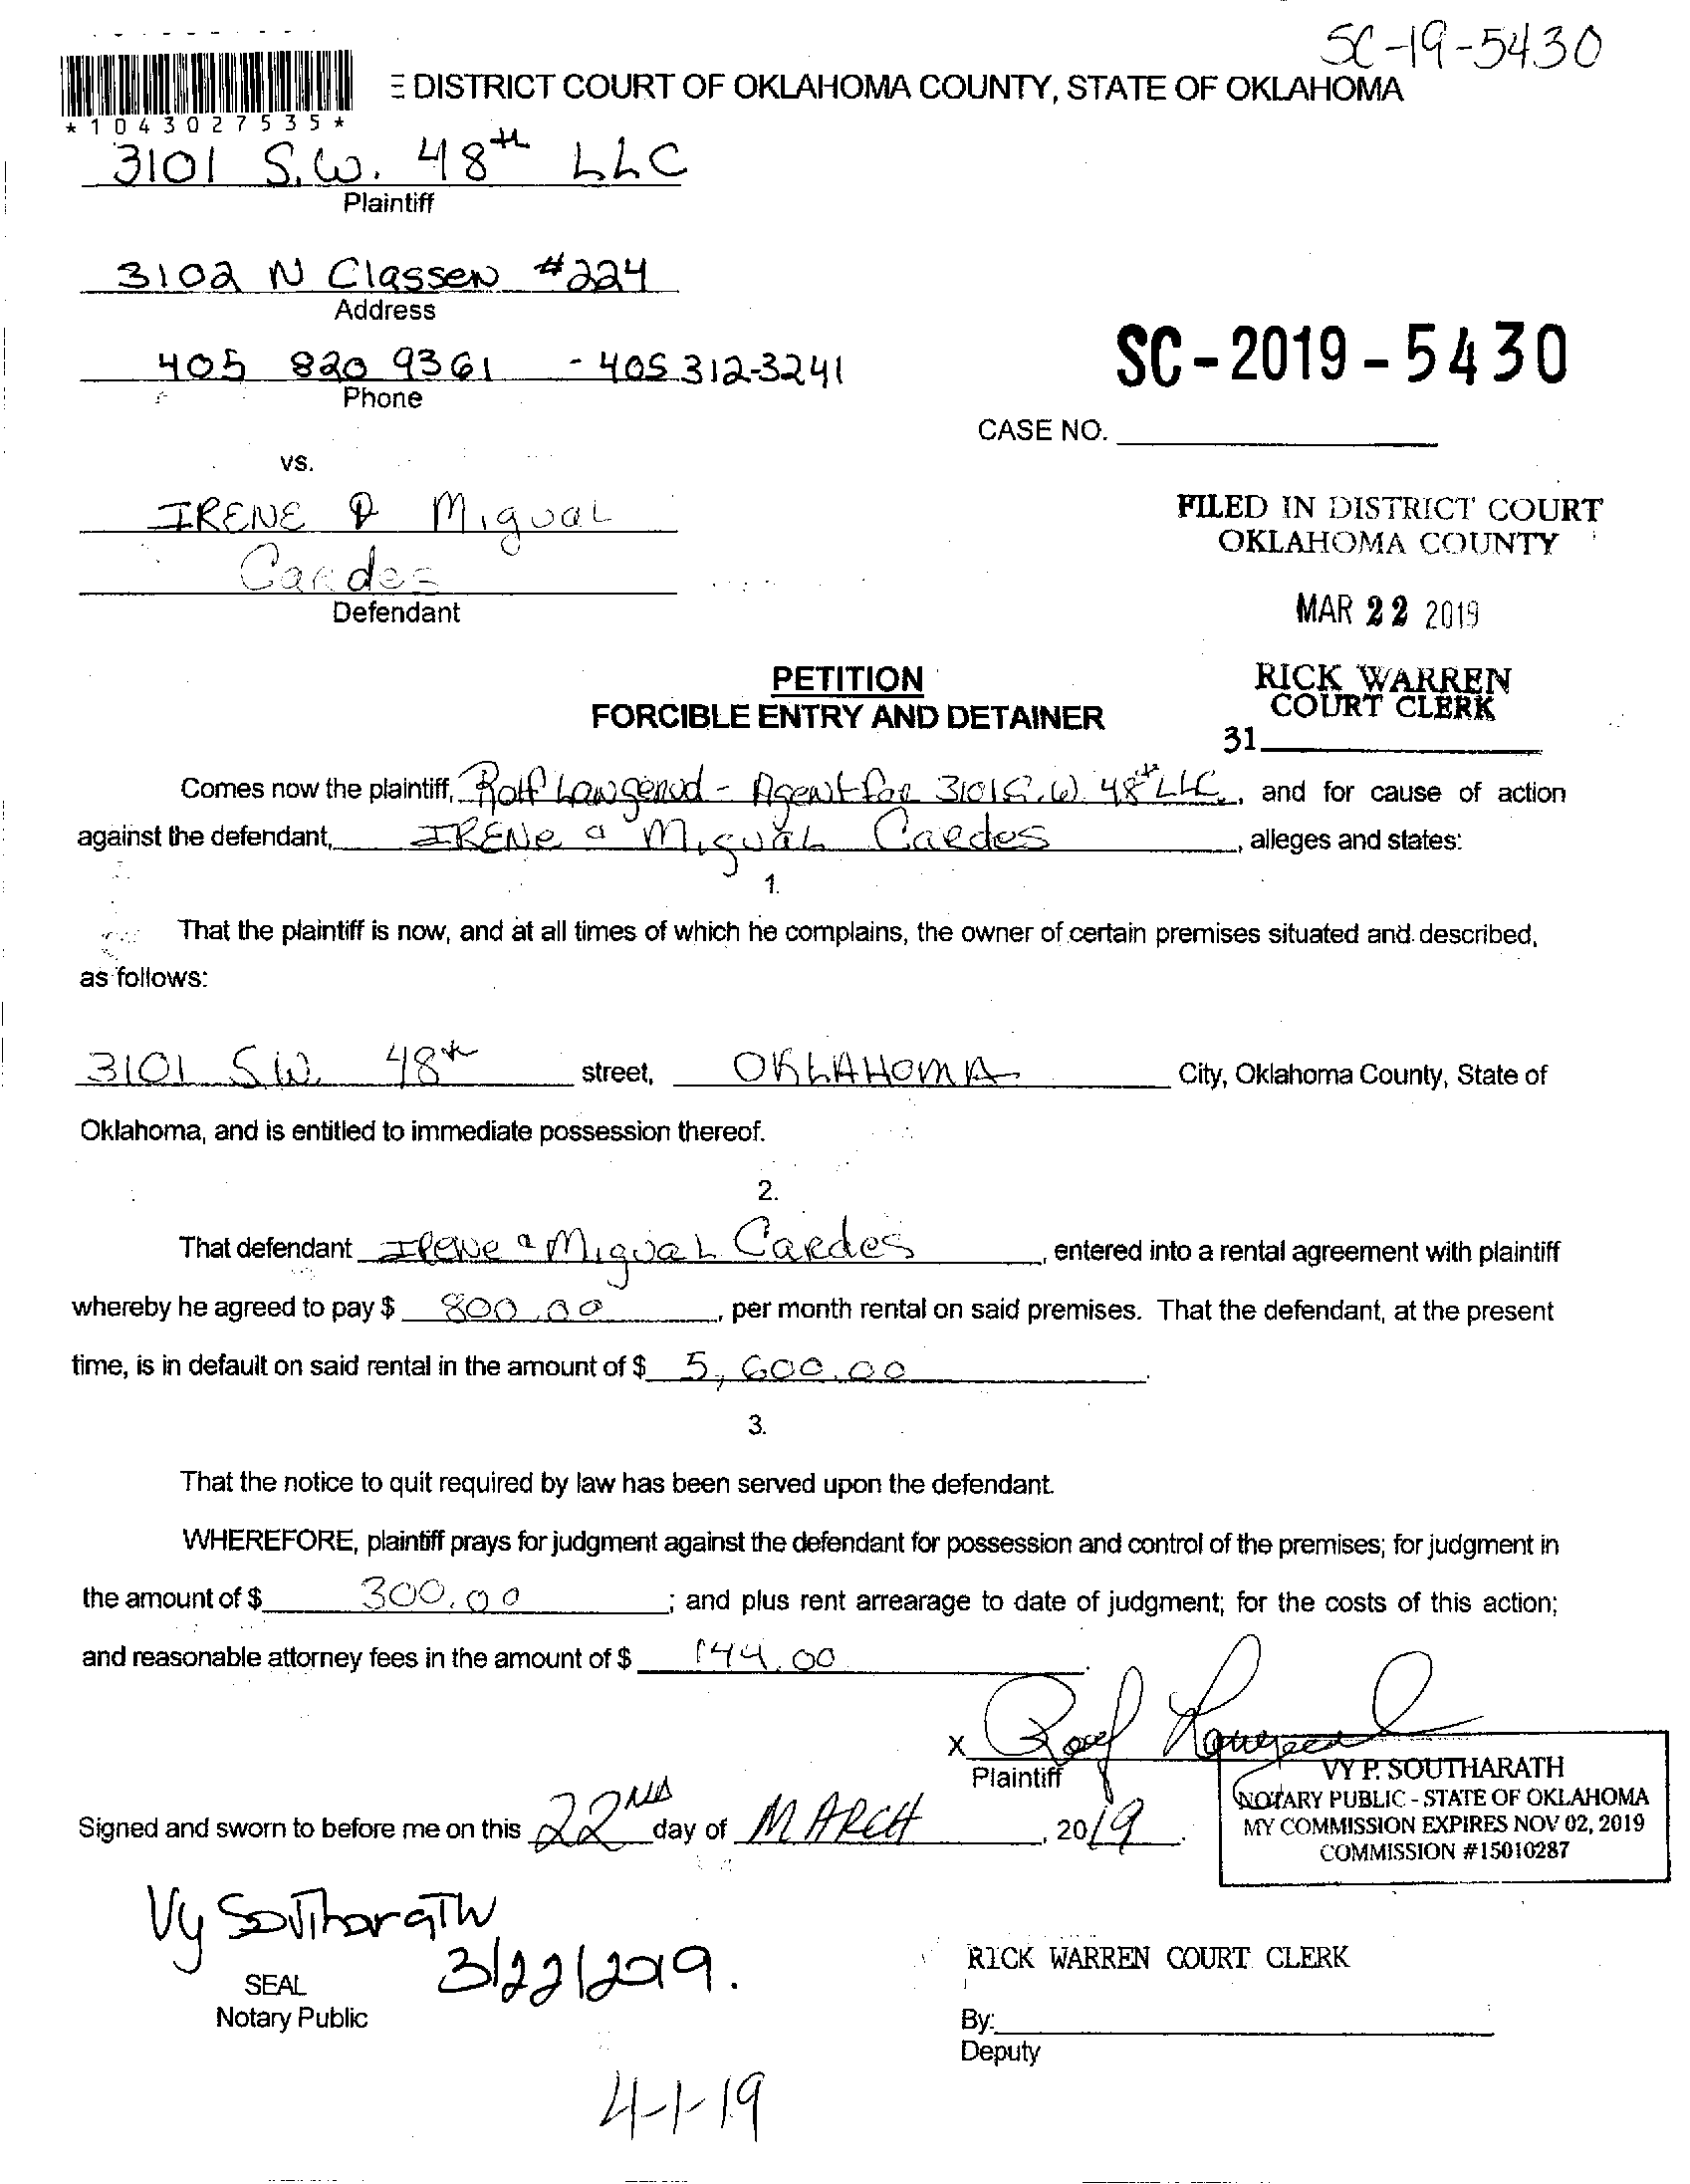 SC-19-5430
E DISTRICT COURT OF OKLAHOMA COUNTY, STATE OF OKLAHOMA
*1043027535*
3101 S.W. 48th LLC
Plaintiff
3102 N Classen #224
Address
405 820 9361 - 405 312-3241
Phone
SC-2019-5430
CASE NO.
vs.
IRENE & Migual
Cardes
Defendant
FILED IN DISTRICT COURT
OKLAHOMA COUNTY
MAR 22 2019
RICK WARREN
COURT CLERK
31
PETITION
FORCIBLE ENTRY AND DETAINER
Comes now the plaintiff, Rolf Langerud - Agent for 3101 S.W. 48th LLC, and for cause of action
against the defendant, IRENe & Migual Cardes, alleges and states:
1.
That the plaintiff is now, and at all times of which he complains, the owner of certain premises situated and described,
as follows:
3101 S.W. 48th street, OKLAHOMA City, Oklahoma County, State of
Oklahoma, and is entitled to immediate possession thereof.
2.
That defendant Irene & Migual Cardes, entered into a rental agreement with plaintiff
whereby he agreed to pay $ 800.00, per month rental on said premises. That the defendant, at the present
time, is in default on said rental in the amount of $ 5,600.00.
3.
That the notice to quit required by law has been served upon the defendant.
WHEREFORE, plaintiff prays for judgment against the defendant for possession and control of the premises; for judgment in
the amount of $ 300.00; and plus rent arrearage to date of judgment; for the costs of this action;
and reasonable attorney fees in the amount of $ 144.00.
x
Plaintiff
VY P. SOUTHARATH
NOTARY PUBLIC - STATE OF OKLAHOMA
MY COMMISSION EXPIRES NOV 02, 2019
COMMISSION #15010287
Signed and sworn to before me on this 22ND day of MARCH, 2019.
Vy Southarath
3/22/2019.
SEAL
Notary Public
RICK WARREN COURT CLERK
By:
Deputy
4-1-19